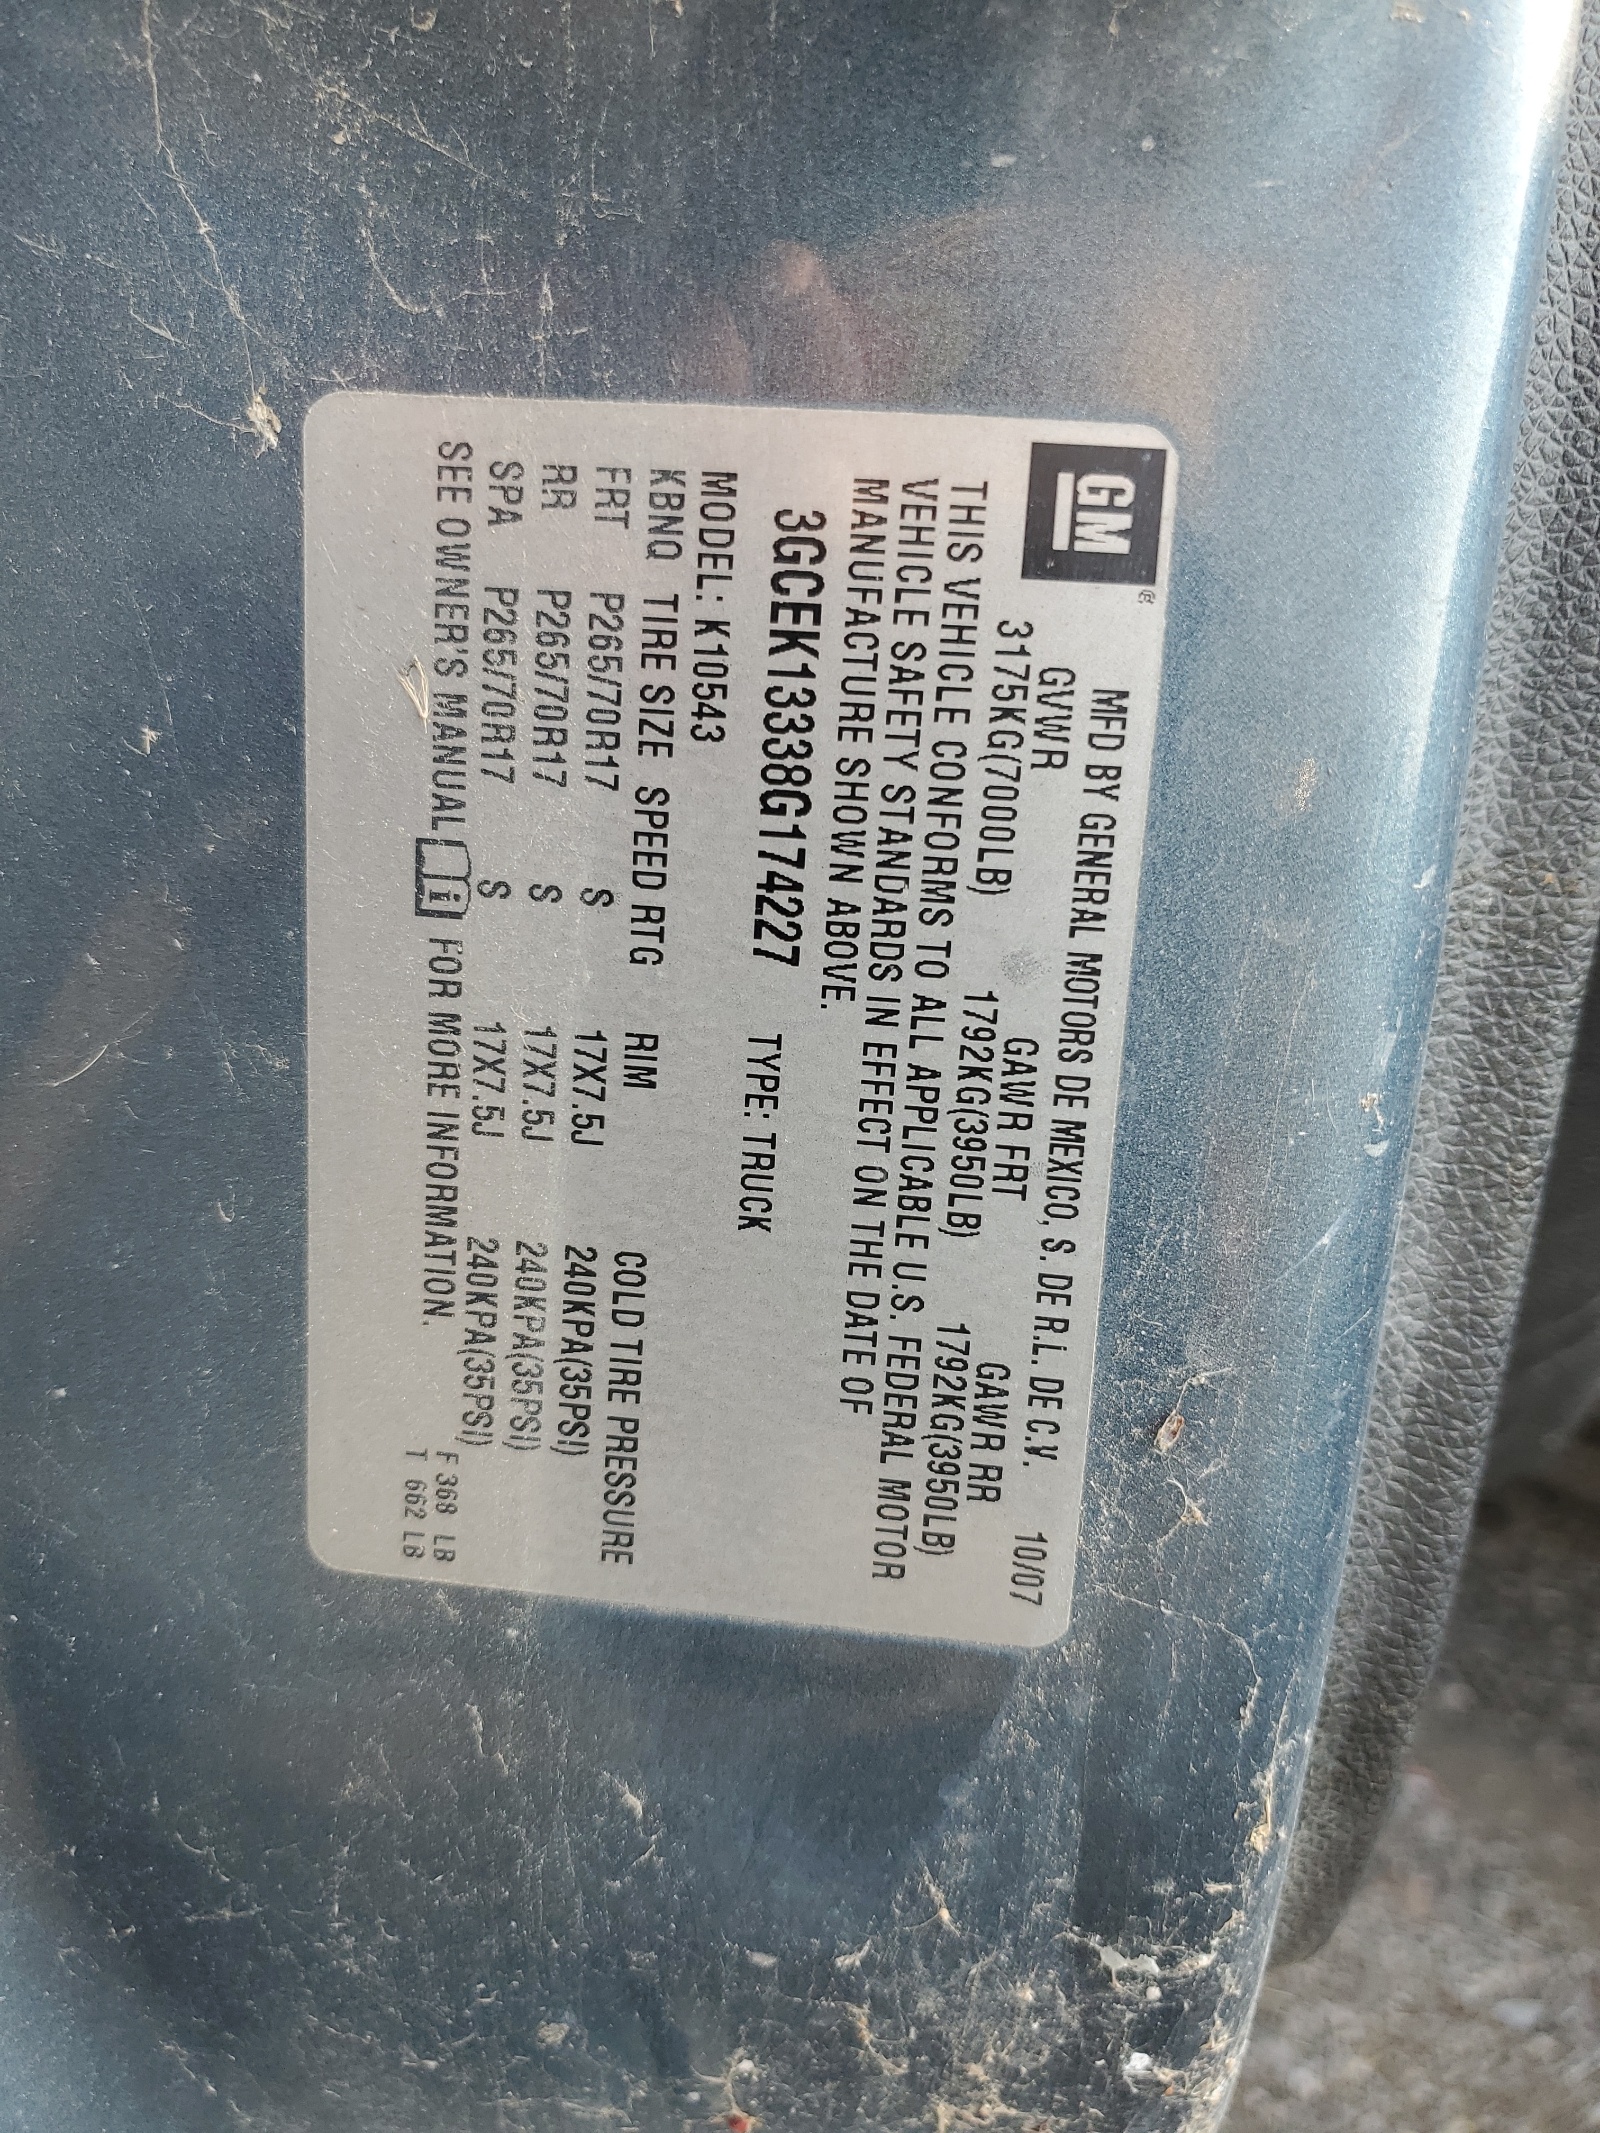 GM
MFD BY GENERAL MOTORS DE MEXICO, S. DE R.L. DE C.V. 10/07
GVWR GAWR FRT GAWR RR
3175KG(7000LB) 1792KG(3950LB) 1792KG(3950LB)
THIS VEHICLE CONFORMS TO ALL APPLICABLE U.S. FEDERAL MOTOR
VEHICLE SAFETY STANDARDS IN EFFECT ON THE DATE OF
MANUFACTURE SHOWN ABOVE.
3GCEK13338G174227 TYPE: TRUCK
MODEL: K10543
KBNQ TIRE SIZE SPEED RTG RIM COLD TIRE PRESSURE
FRT P265/70R17 S 17X7.5J 240KPA(35PSI)
RR P265/70R17 S 17X7.5J 240KPA(35PSI)
SPA P265/70R17 S 17X7.5J 240KPA(35PSI)
SEE OWNER'S MANUAL i FOR MORE INFORMATION.
F 368 LB
T 662 LB